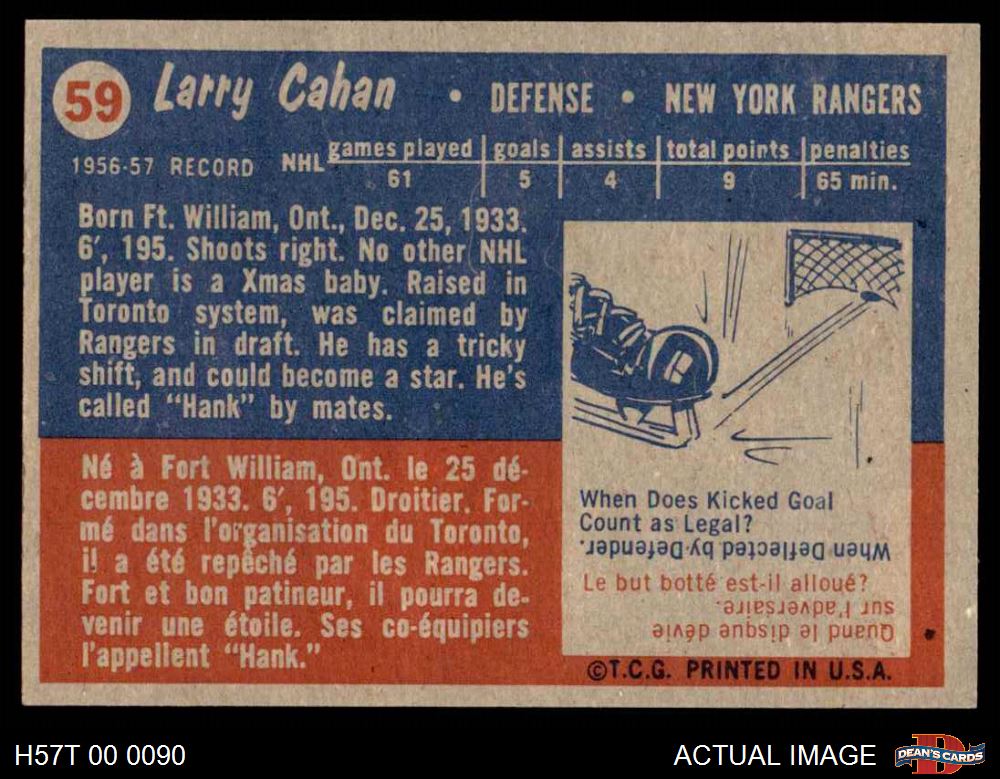 59 Larry Cahan • DEFENSE • NEW YORK RANGERS
1956-57 RECORD NHL games played goals assists total points penalties
61 5 4 9 65 min.
Born Ft. William, Ont., Dec. 25, 1933.
6', 195. Shoots right. No other NHL
player is a Xmas baby. Raised in
Toronto system, was claimed by
Rangers in draft. He has a tricky
shift, and could become a star. He's
called "Hank" by mates.
Né à Fort William, Ont. le 25 dé-
cembre 1933. 6', 195. Droitier. For-
mé dans l'organisation du Toronto,
il a été repêché par les Rangers.
Fort et bon patineur, il pourra de-
venir une étoile. Ses co-équipiers
l'appellent "Hank."
When Does Kicked Goal
Count as Legal?
When Deflected by Defender.
Le but botté est-il alloué?
Quand le disque dévie
sur l'adversaire.
©T.C.G. PRINTED IN U.S.A.
H57T 00 0090
ACTUAL IMAGE
D
DEAN'S CARDS